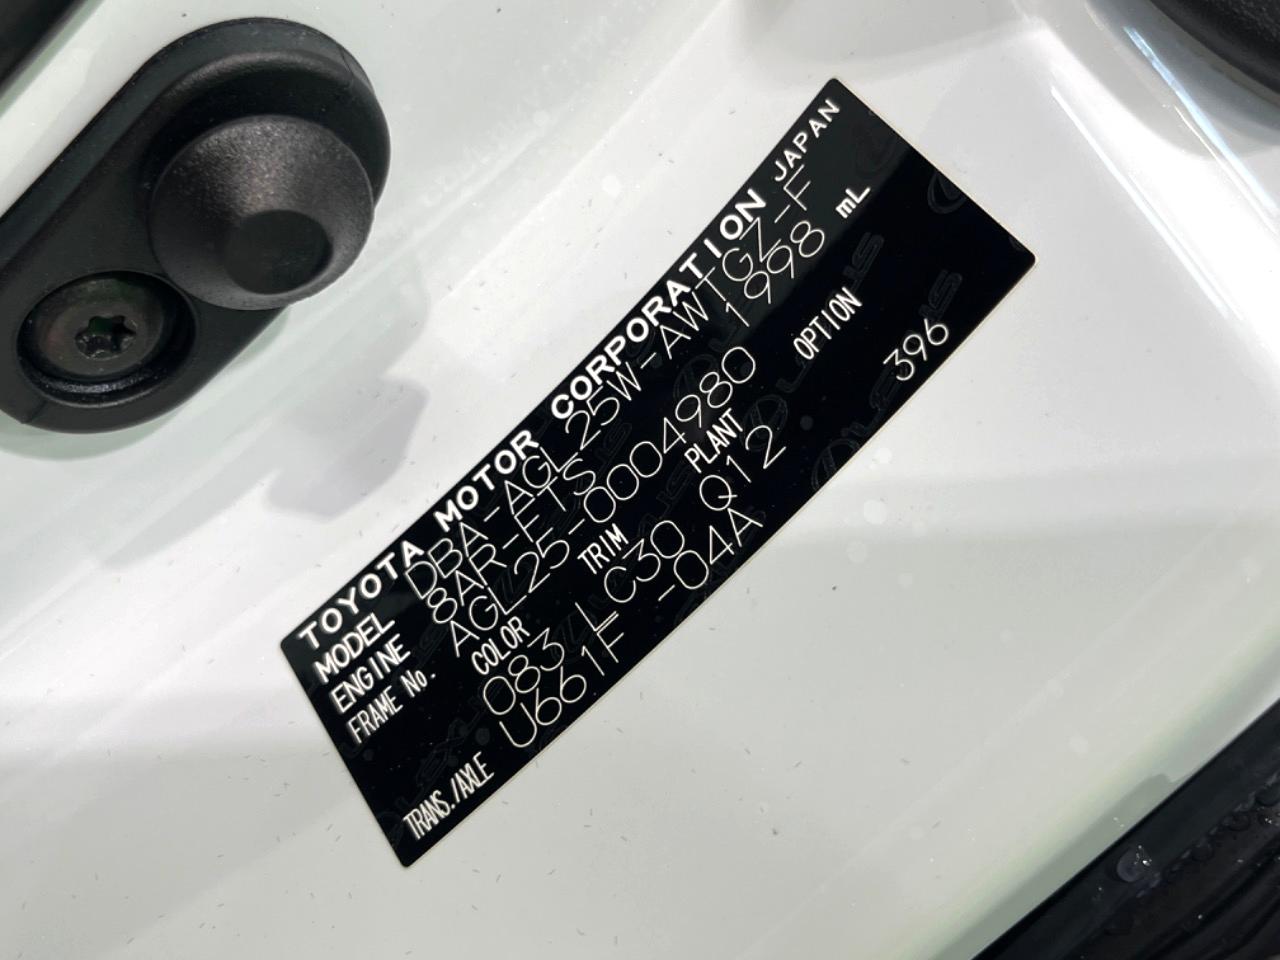 TOYOTA MOTOR CORPORATION JAPAN
MODEL DBA-AGL25W-AWTGZ-F
ENGINE 8AR-FTS 1998 mL
FRAME No. AGL25-0004980
COLOR TRIM PLANT OPTION
083 LC30 Q12 396
TRANS./AXLE U661F -04A